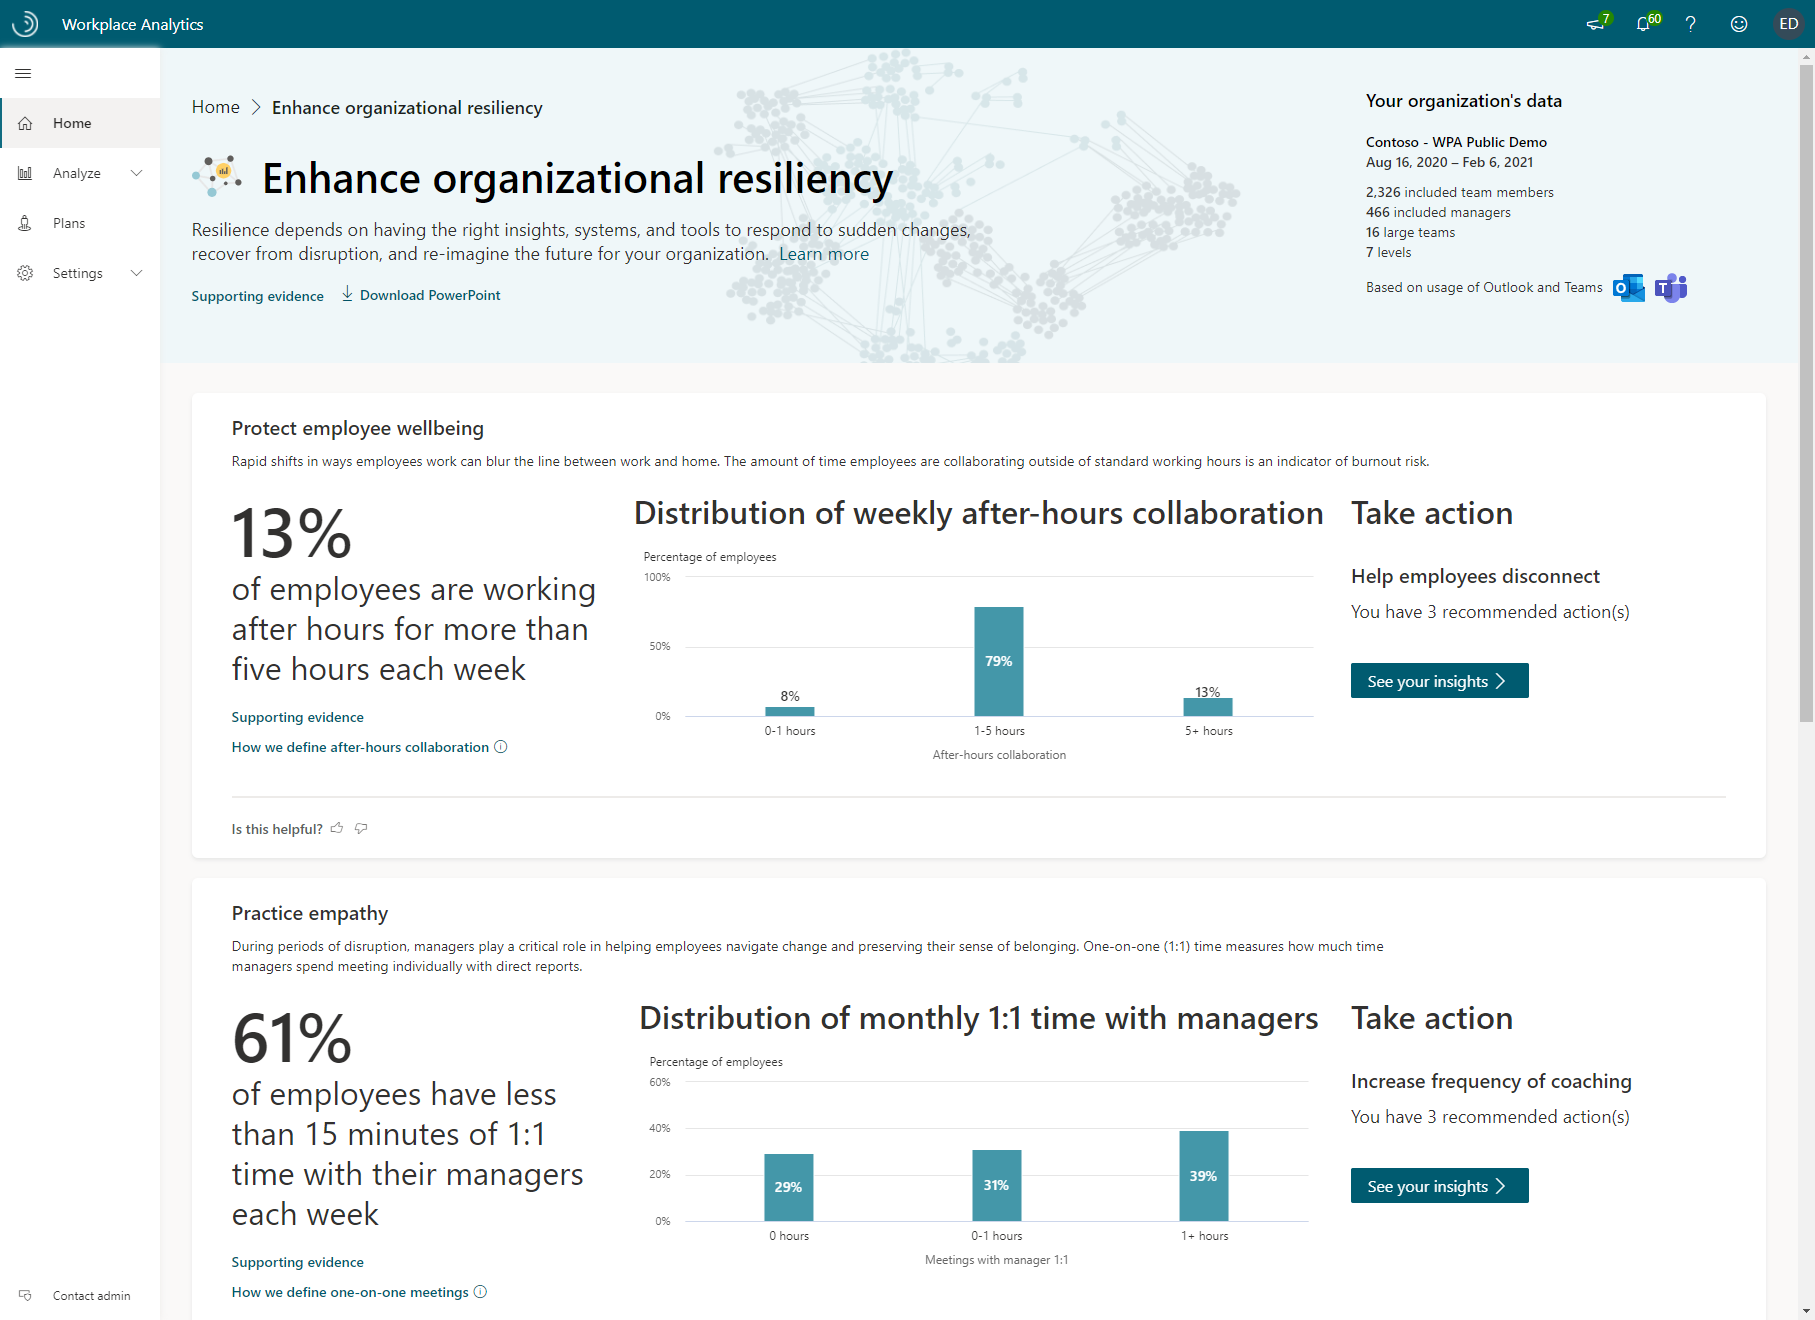 Workplace Analytics
7
60
?
ED
Home
Analyze
Plans
Settings
Contact admin
Home > Enhance organizational resiliency
Enhance organizational resiliency
Resilience depends on having the right insights, systems, and tools to respond to sudden changes,
recover from disruption, and re-imagine the future for your organization. Learn more
Supporting evidence
Download PowerPoint
Your organization's data
Contoso - WPA Public Demo
Aug 16, 2020 – Feb 6, 2021
2,326 included team members
466 included managers
16 large teams
7 levels
Based on usage of Outlook and Teams
Protect employee wellbeing
Rapid shifts in ways employees work can blur the line between work and home. The amount of time employees are collaborating outside of standard working hours is an indicator of burnout risk.
13%
of employees are working
after hours for more than
five hours each week
Supporting evidence
How we define after-hours collaboration
Distribution of weekly after-hours collaboration
Percentage of employees
100%
50%
0%
8%
79%
13%
0-1 hours
1-5 hours
5+ hours
After-hours collaboration
Take action
Help employees disconnect
You have 3 recommended action(s)
See your insights
Is this helpful?
Practice empathy
During periods of disruption, managers play a critical role in helping employees navigate change and preserving their sense of belonging. One-on-one (1:1) time measures how much time
managers spend meeting individually with direct reports.
61%
of employees have less
than 15 minutes of 1:1
time with their managers
each week
Supporting evidence
How we define one-on-one meetings
Distribution of monthly 1:1 time with managers
Percentage of employees
60%
40%
20%
0%
29%
31%
39%
0 hours
0-1 hours
1+ hours
Meetings with manager 1:1
Take action
Increase frequency of coaching
You have 3 recommended action(s)
See your insights